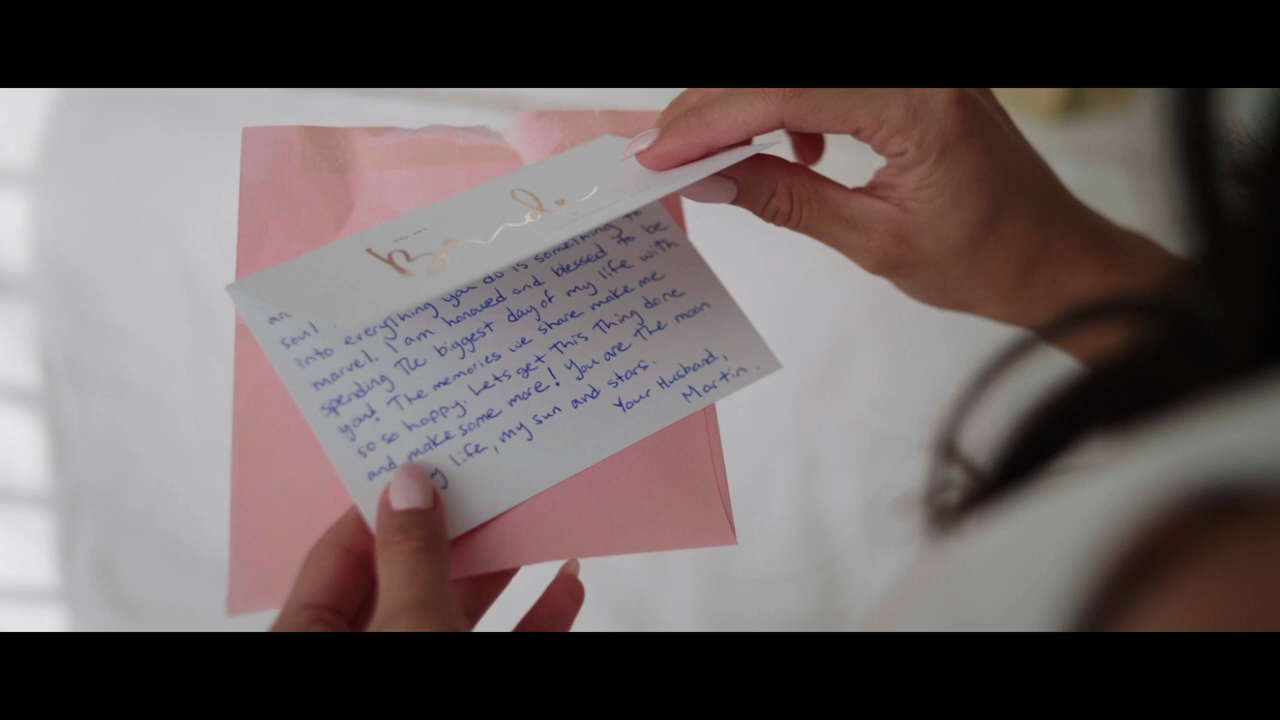 an
soul.
into everything you do is something to
marvel. I am honoured and blessed to be
spending The biggest day of my life with
you! The memories we share make me
so so happy. Lets get This Thing done
and make some more! You are The moon
life, my sun and stars.
Your Husband,
Martin.